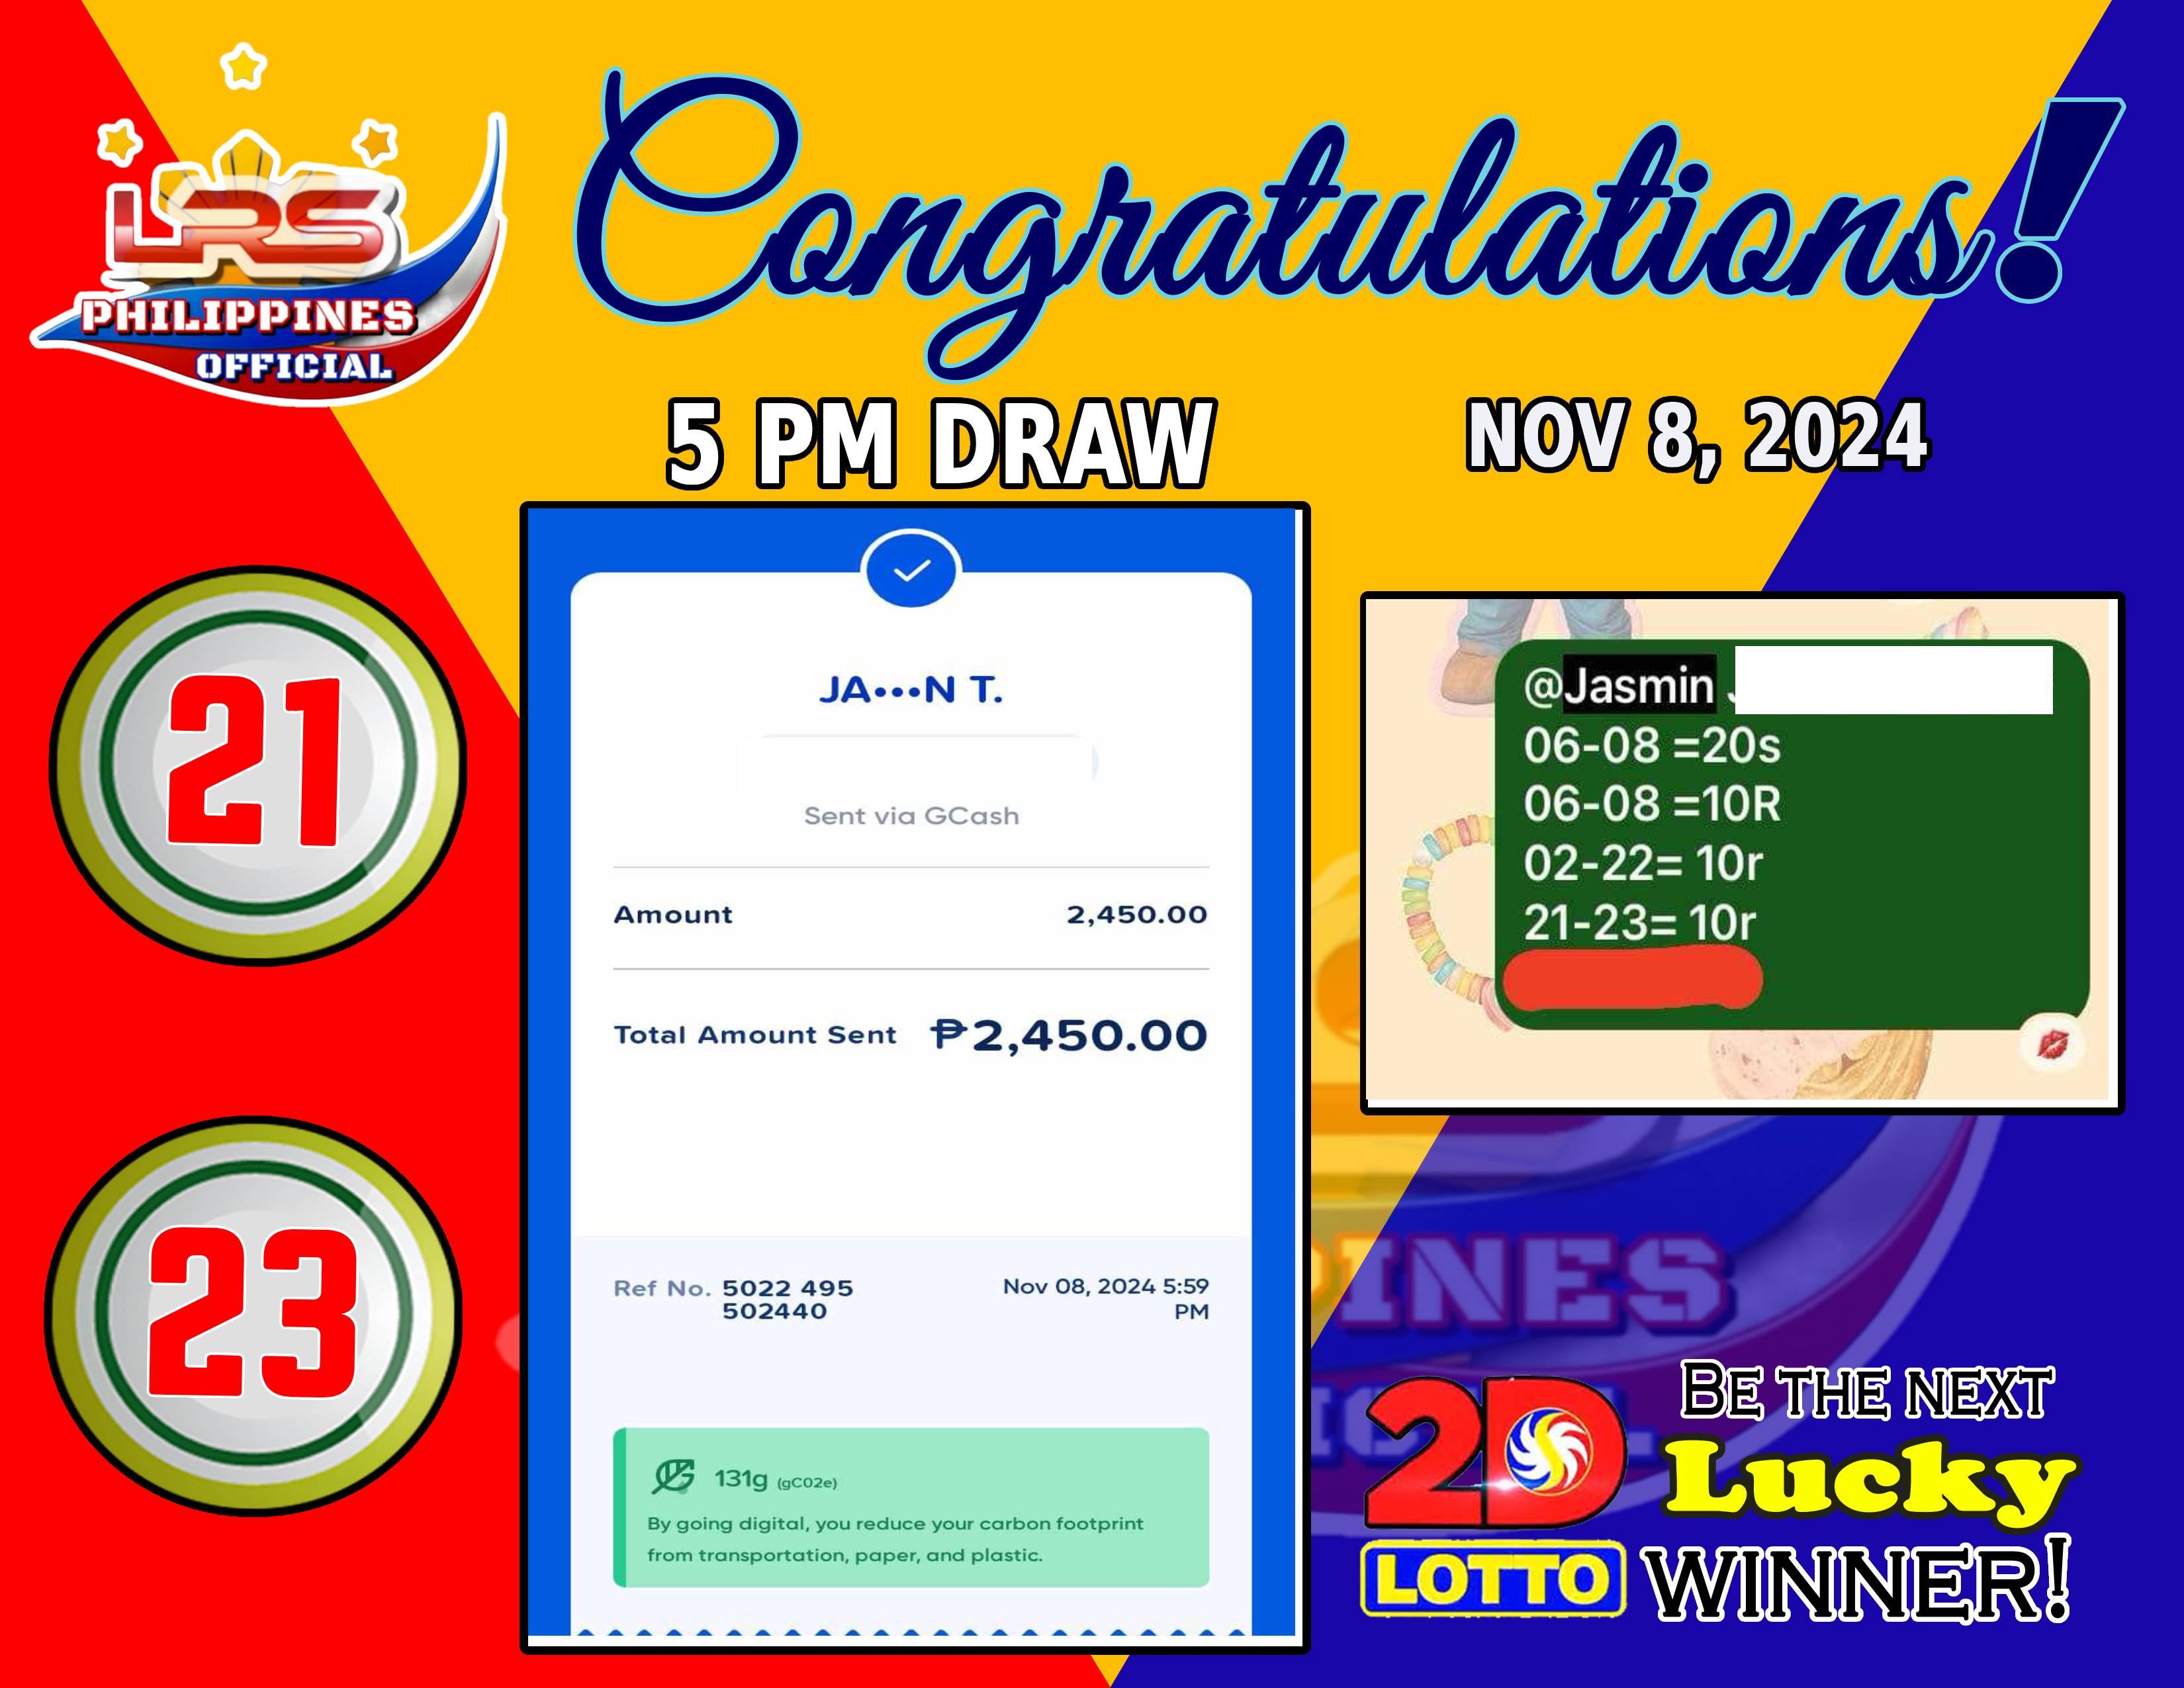 LRS
PHILIPPINES
OFFICIAL
Congratulations!
5 PM DRAW
NOV 8, 2024
21
23
JA•••N T.
Sent via GCash
Amount 2,450.00
Total Amount Sent ₱2,450.00
Ref No. 5022 495 502440
Nov 08, 2024 5:59 PM
131g (gC02e)
By going digital, you reduce your carbon footprint
from transportation, paper, and plastic.
@Jasmin
06-08 =20s
06-08 =10R
02-22= 10r
21-23= 10r
PINES
2D
LOTTO
BE THE NEXT
Lucky
WINNER!